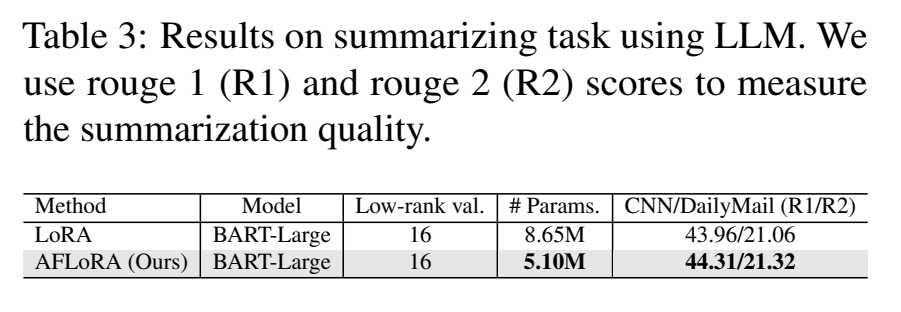 Table 3: Results on summarizing task using LLM. We
use rouge 1 (R1) and rouge 2 (R2) scores to measure
the summarization quality.
Method Model Low-rank val. # Params. CNN/DailyMail (R1/R2)
LoRA BART-Large 16 8.65M 43.96/21.06
AFLoRA (Ours) BART-Large 16 5.10M 44.31/21.32